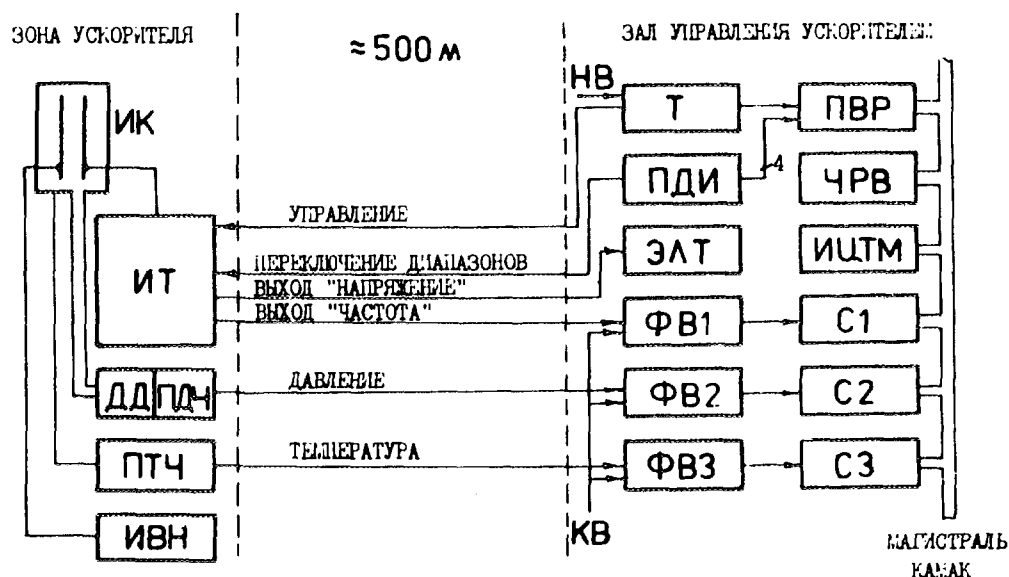 ЗОНА УСКОРИТЕЛЯ
≈500 м
ЗАЛ УПРАВЛЕНИЯ УСКОРИТЕЛЕМ
ИК
НВ
Т
ПВР
ПДИ
4
ЧРВ
УПРАВЛЕНИЕ
ИТ
ПЕРЕКЛЮЧЕНИЕ ДИАПАЗОНОВ
ЭЛТ
ИЦТМ
ВЫХОД "НАПРЯЖЕНИЕ"
ВЫХОД "ЧАСТОТА"
ФВ1
С1
ДД ПДЧ
ДАВЛЕНИЕ
ФВ2
С2
ПТЧ
ТЕМПЕРАТУРА
ФВ3
С3
ИВН
КВ
МАГИСТРАЛЬ
КАМАК